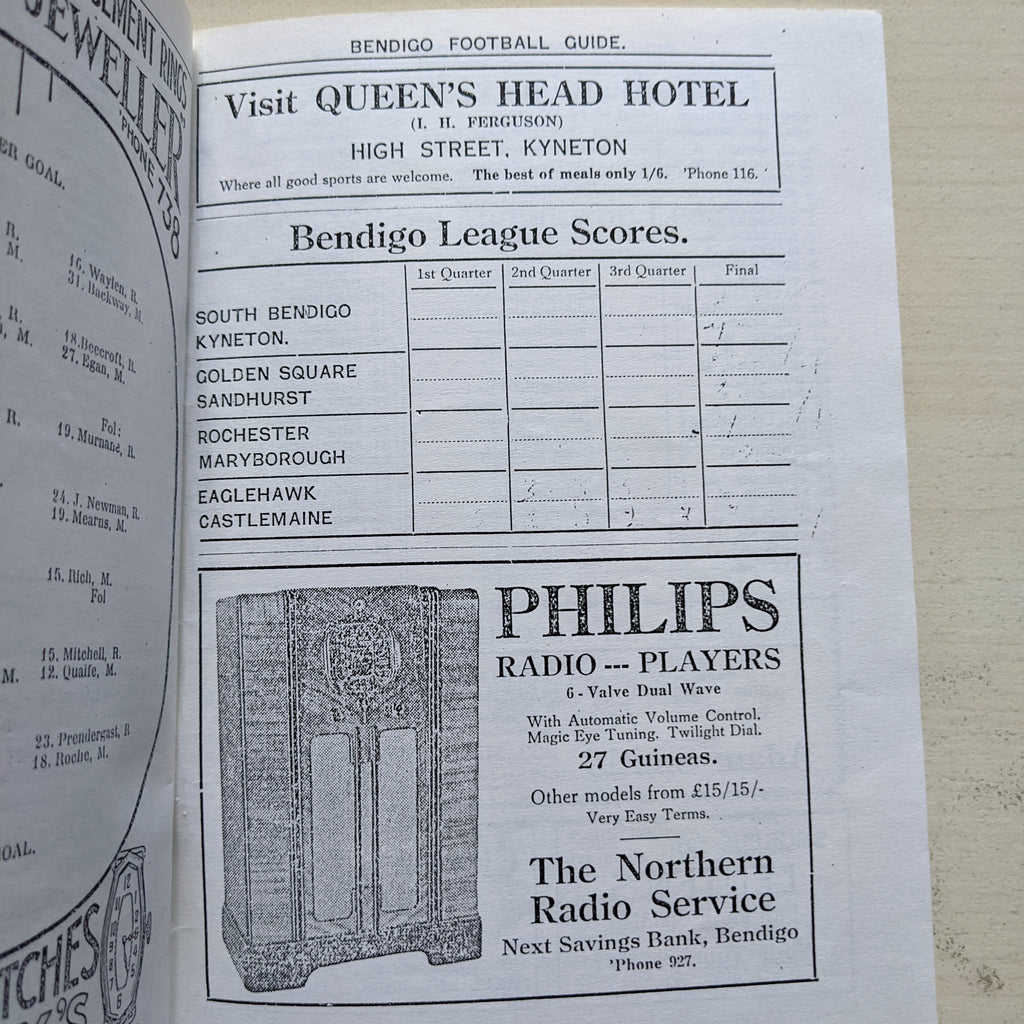 JEWELLER
'PHONE 738
GOAL.
R.
M.
16. Waylen, R.
31. Backway, M.
R.
M.
18. Beecroft, R.
27. Egan, M.
R.
Fol:
19. Murnane, R.
24. J. Newman, R.
19. Mearns, M.
15. Rich, M.
Fol
15. Mitchell, R.
M. 12. Quaife, M.
23. Prendergast, R
18. Roche, M.
BENDIGO FOOTBALL GUIDE.
Visit QUEEN'S HEAD HOTEL
(I. H. FERGUSON)
HIGH STREET, KYNETON
Where all good sports are welcome. The best of meals only 1/6. 'Phone 116.
Bendigo League Scores.
1st Quarter 2nd Quarter 3rd Quarter Final
SOUTH BENDIGO
KYNETON.
GOLDEN SQUARE
SANDHURST
ROCHESTER
MARYBOROUGH
EAGLEHAWK
CASTLEMAINE
PHILIPS
RADIO --- PLAYERS
6 - Valve Dual Wave
With Automatic Volume Control.
Magic Eye Tuning. Twilight Dial.
27 Guineas.
Other models from £15/15/-
Very Easy Terms.
The Northern
Radio Service
Next Savings Bank, Bendigo
'Phone 927.